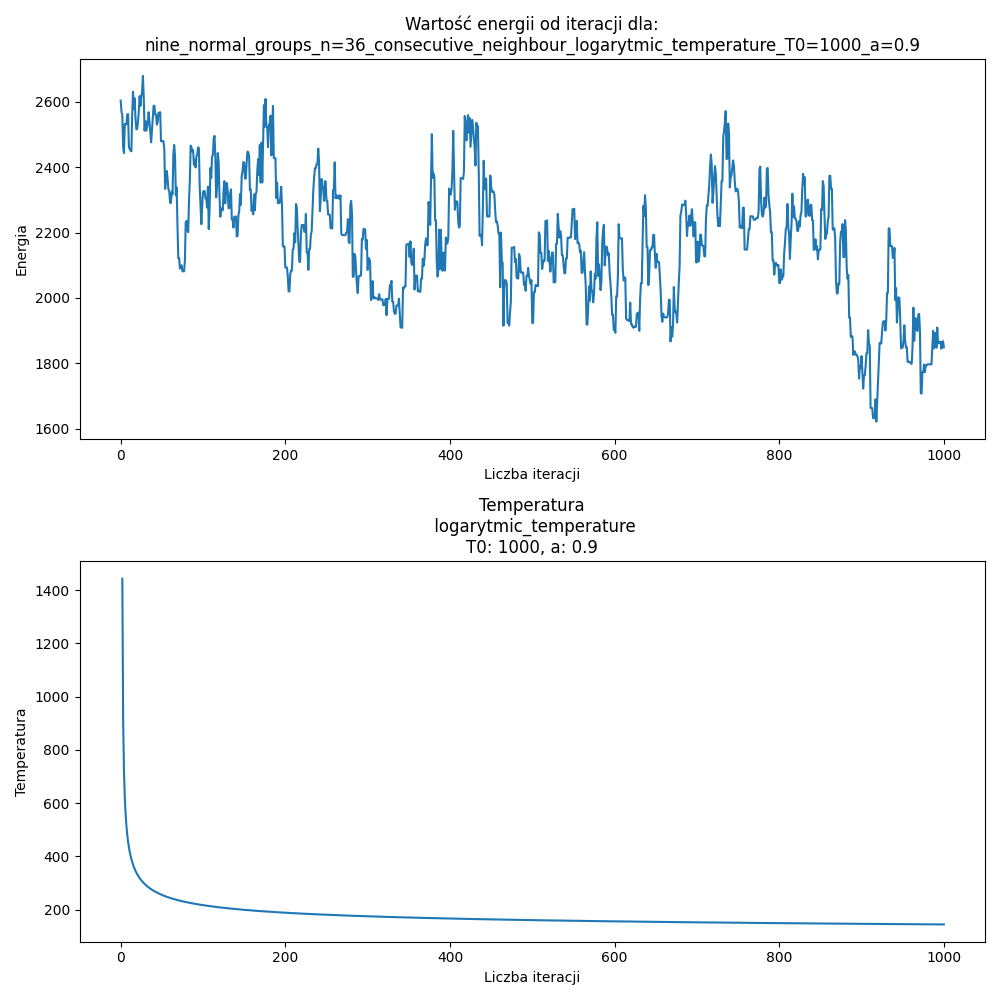 Wartość energii od iteracji dla:
nine_normal_groups_n=36_consecutive_neighbour_logarytmic_temperature_T0=1000_a=0.9
2600
2400
2200
2000
1800
1600
Energia
0 200 400 600 800 1000
Liczba iteracji
Temperatura
logarytmic_temperature
T0: 1000, a: 0.9
1400
1200
1000
800
600
400
200
Temperatura
0 200 400 600 800 1000
Liczba iteracji